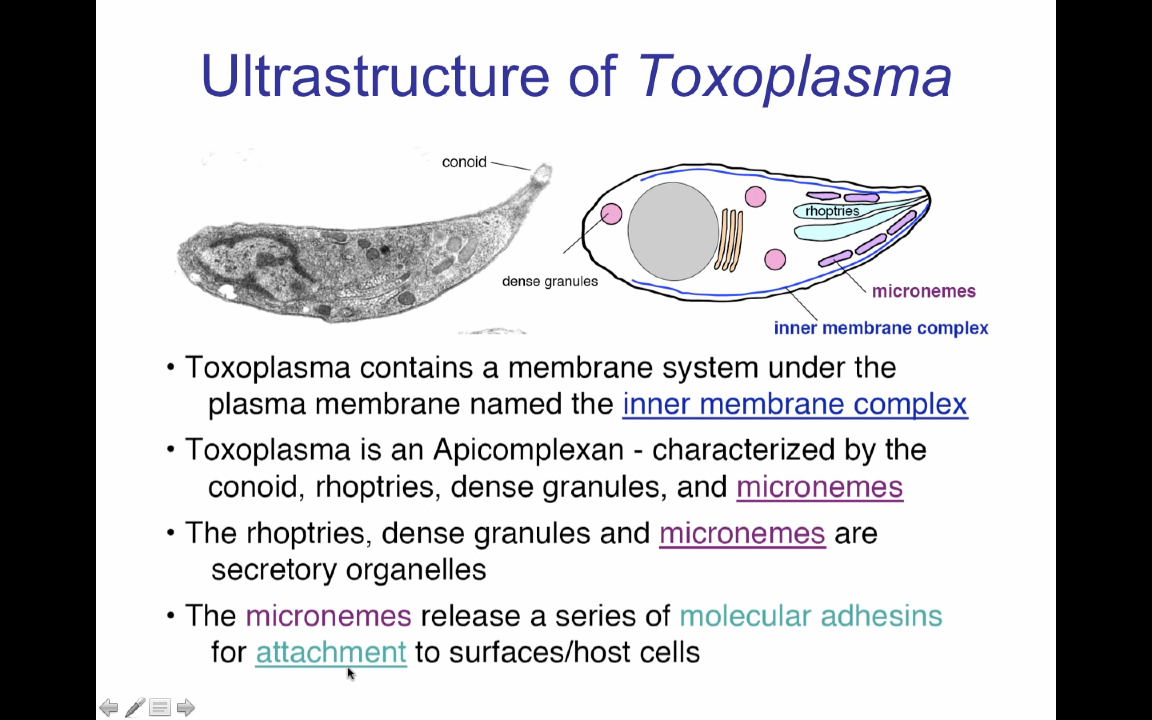 Ultrastructure of Toxoplasma
conoid
rhoptries
dense granules
micronemes
inner membrane complex
• Toxoplasma contains a membrane system under the
plasma membrane named the inner membrane complex
• Toxoplasma is an Apicomplexan - characterized by the
conoid, rhoptries, dense granules, and micronemes
• The rhoptries, dense granules and micronemes are
secretory organelles
• The micronemes release a series of molecular adhesins
for attachment to surfaces/host cells